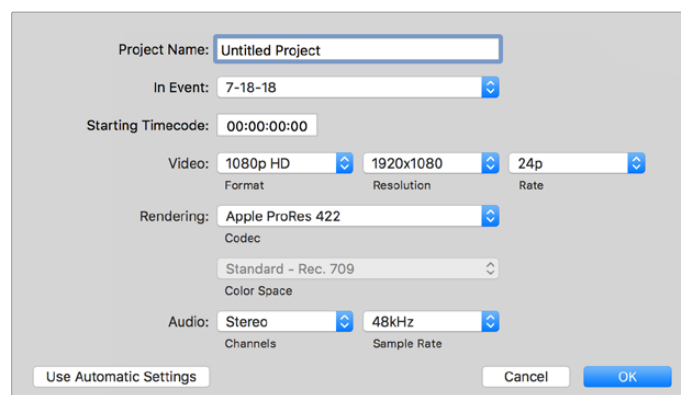 Project Name: Untitled Project
In Event: 7-18-18
Starting Timecode: 00:00:00:00
Video: 1080p HD 1920x1080 24p
Format Resolution Rate
Rendering: Apple ProRes 422
Codec
Standard - Rec. 709
Color Space
Audio: Stereo 48kHz
Channels Sample Rate
Use Automatic Settings Cancel OK